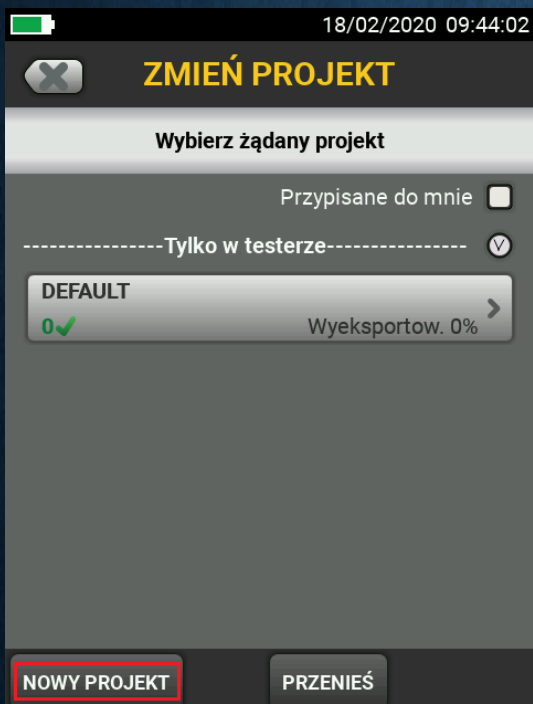 18/02/2020 09:44:02
ZMIEŃ PROJEKT
Wybierz żądany projekt
Przypisane do mnie
----------------Tylko w testerze----------------
DEFAULT
0 Wyeksportow. 0%
NOWY PROJEKT PRZENIEŚ